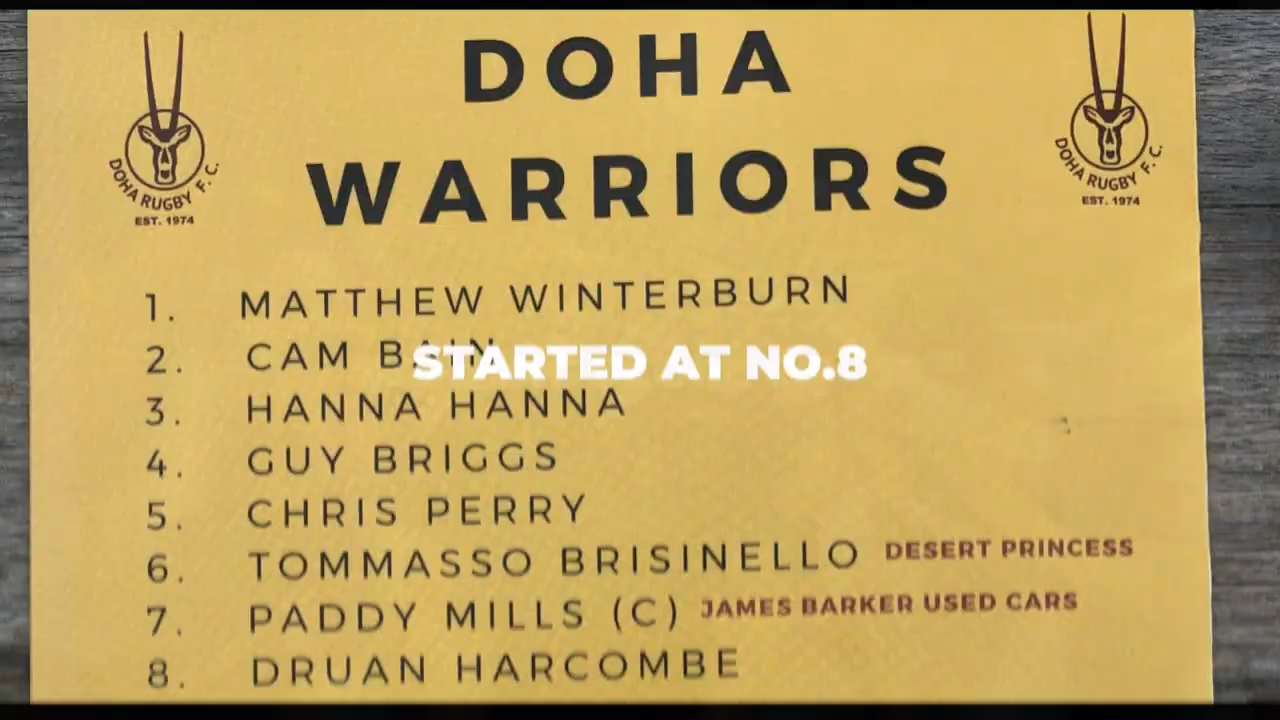 DOHA
WARRIORS
DOHA RUGBY F.C.
EST. 1974
DOHA RUGBY F.C.
EST. 1974
1. MATTHEW WINTERBURN
2. CAM BAIN
STARTED AT NO.8
3. HANNA HANNA
4. GUY BRIGGS
5. CHRIS PERRY
6. TOMMASSO BRISINELLO DESERT PRINCESS
7. PADDY MILLS (C) JAMES BARKER USED CARS
8. DRUAN HARCOMBE